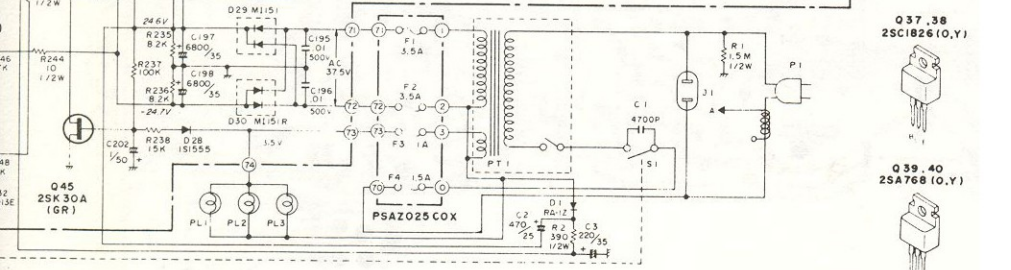 1/2W
24.6V
D29 MI151
R235
8.2K
C197
6800/35
C195
.01
500V
R244
10
1/2W
R237
100K
C198
6800/35
AC
37.5V
R236
8.2K
C196
.01
500V
-24.7V
D30 MI151R
71
71
F1
3.5A
1
F2
3.5A
72
72
2
73
73
3
F3
1A
C202
1/50
R238
15K
D28
1S1555
3.5V
74
Q45
2SK30A
(GR)
PL1
PL2
PL3
70
F4
1.5A
0
PSAZ025COX
PT1
C1
4700P
S1
J1
R1
1.5M
1/2W
P1
A
D1
RA-1Z
C2
470/25
R2
390
1/2W
C3
220/35
Q37,38
2SC1826(O,Y)
Q39,40
2SA768(O,Y)